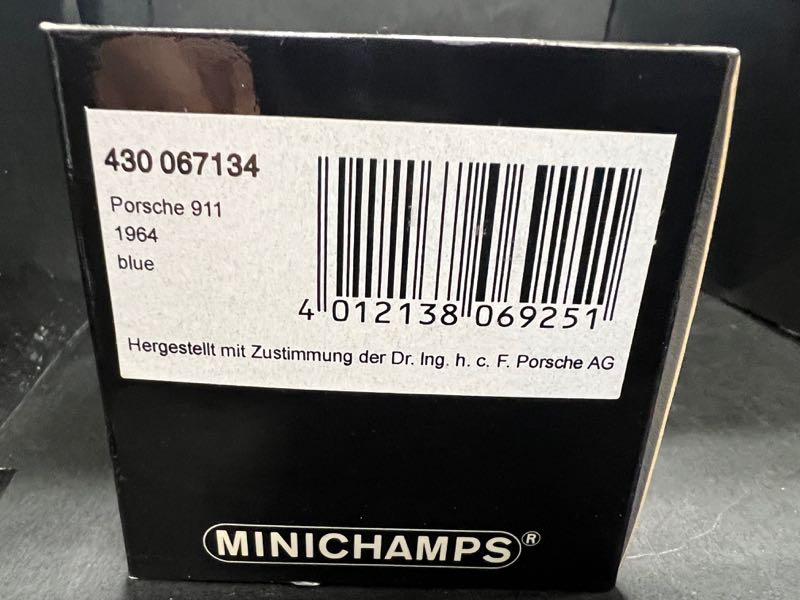 430 067134
Porsche 911
1964
blue
4 012138 069251
Hergestellt mit Zustimmung der Dr. Ing. h. c. F. Porsche AG
MINICHAMPS®